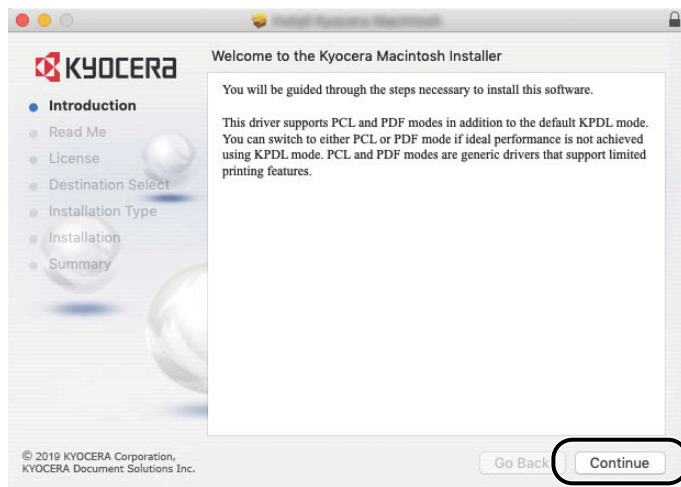 KYOCERA
Welcome to the Kyocera Macintosh Installer
Introduction
Read Me
License
Destination Select
Installation Type
Installation
Summary
You will be guided through the steps necessary to install this software.
This driver supports PCL and PDF modes in addition to the default KPDL mode.
You can switch to either PCL or PDF mode if ideal performance is not achieved
using KPDL mode. PCL and PDF modes are generic drivers that support limited
printing features.
© 2019 KYOCERA Corporation,
KYOCERA Document Solutions Inc.
Go Back
Continue